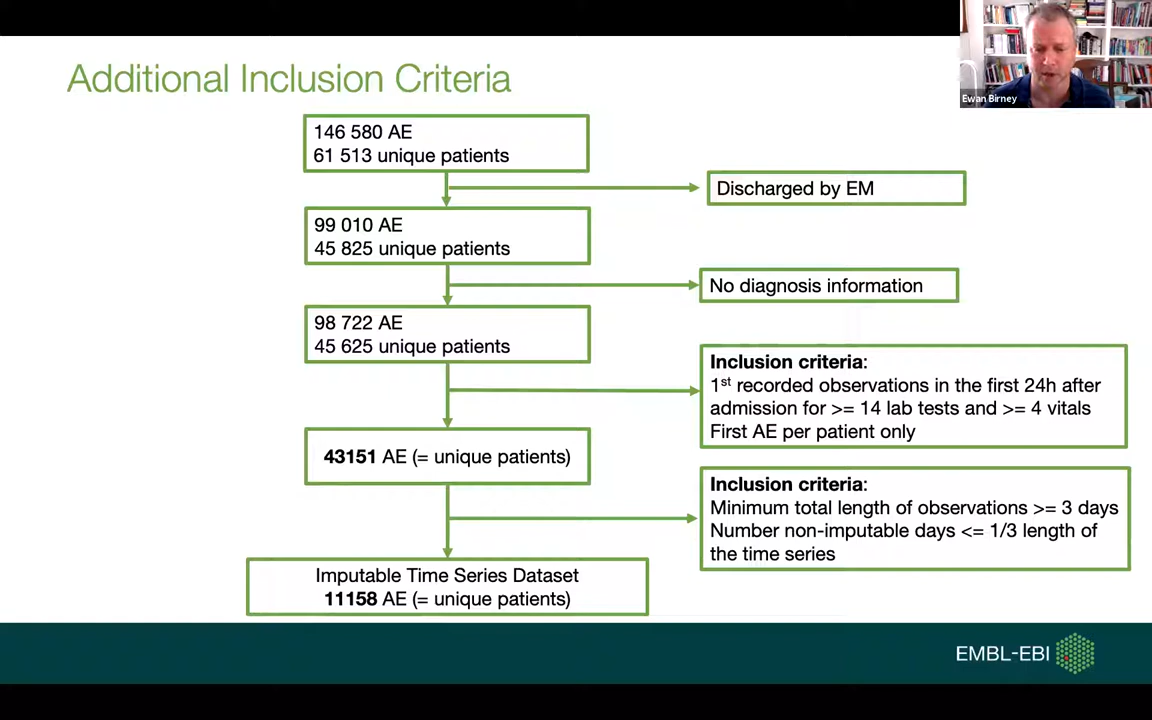 Additional Inclusion Criteria
Ewan Birney
146 580 AE
61 513 unique patients
Discharged by EM
99 010 AE
45 825 unique patients
No diagnosis information
98 722 AE
45 625 unique patients
Inclusion criteria:
1st recorded observations in the first 24h after
admission for >= 14 lab tests and >= 4 vitals
First AE per patient only
43151 AE (= unique patients)
Inclusion criteria:
Minimum total length of observations >= 3 days
Number non-imputable days <= 1/3 length of
the time series
Imputable Time Series Dataset
11158 AE (= unique patients)
EMBL-EBI